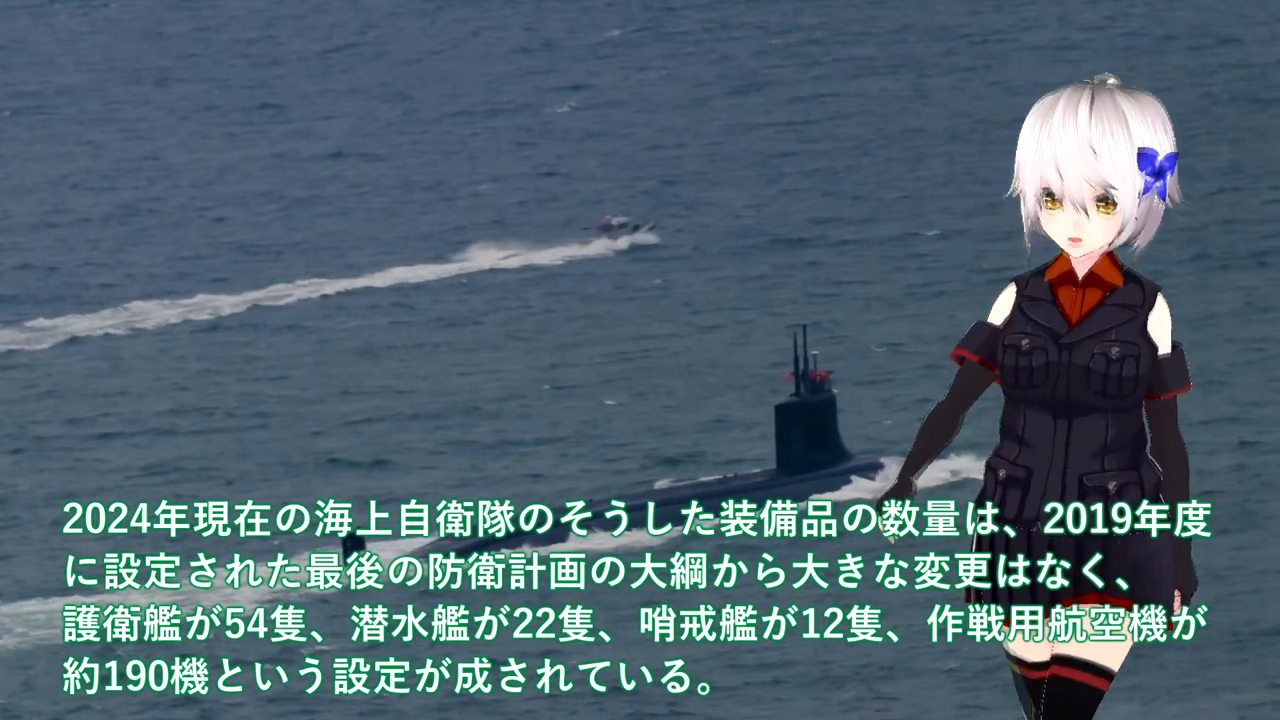 2024年現在の海上自衛隊のそうした装備品の数量は、2019年度
に設定された最後の防衛計画の大綱から大きな変更はなく、
護衛艦が54隻、潜水艦が22隻、哨戒艦が12隻、作戦用航空機が
約190機という設定が成されている。